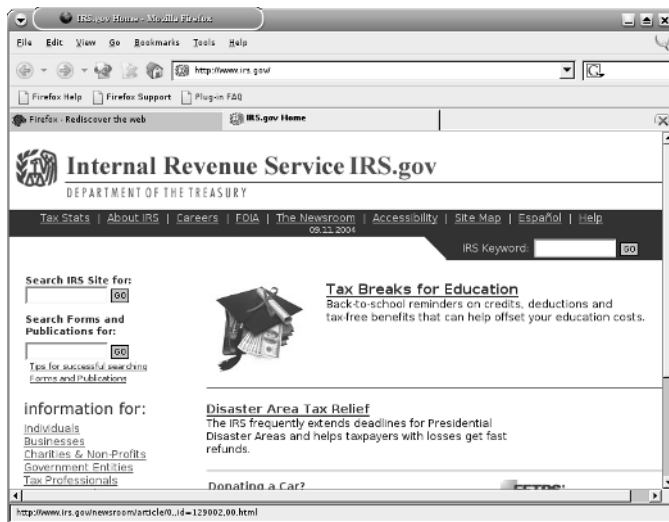 IRS.gov Home - Mozilla Firefox
File Edit View Go Bookmarks Tools Help
http://www.irs.gov/
G
Firefox Help Firefox Support Plug-in FAQ
Firefox - Rediscover the web IRS.gov Home
Internal Revenue Service IRS.gov
DEPARTMENT OF THE TREASURY
Tax Stats | About IRS | Careers | FOIA | The Newsroom | Accessibility | Site Map | Español | Help
09.11.2004
IRS Keyword: GO
Search IRS Site for:
GO
Search Forms and
Publications for:
GO
Tips for successful searching
Forms and Publications
Tax Breaks for Education
Back-to-school reminders on credits, deductions and
tax-free benefits that can help offset your education costs.
information for:
Individuals
Businesses
Charities & Non-Profits
Government Entities
Tax Professionals
Disaster Area Tax Relief
The IRS frequently extends deadlines for Presidential
Disaster Areas and helps taxpayers with losses get fast
refunds.
Donating a Car?
EFTPS:
http://www.irs.gov/newsroom/article/0,,id=129002,00.html